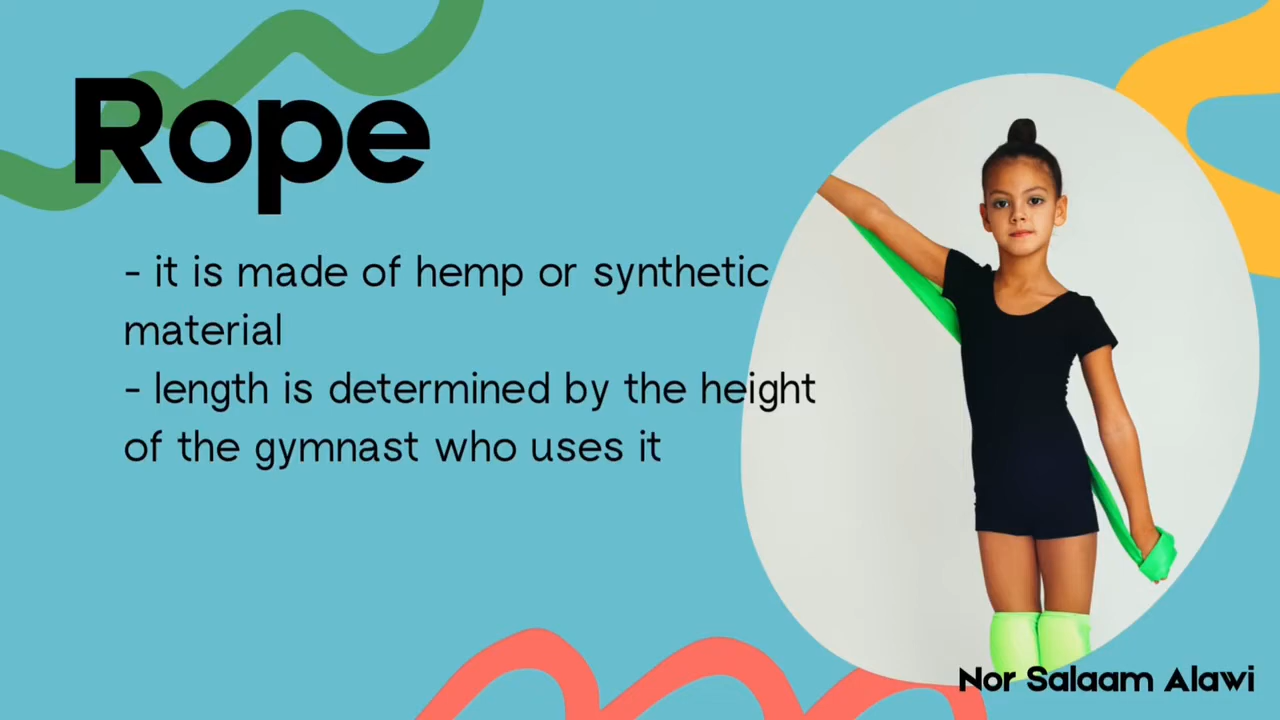 Rope
- it is made of hemp or synthetic
material
- length is determined by the height
of the gymnast who uses it
Nor Salaam Alawi